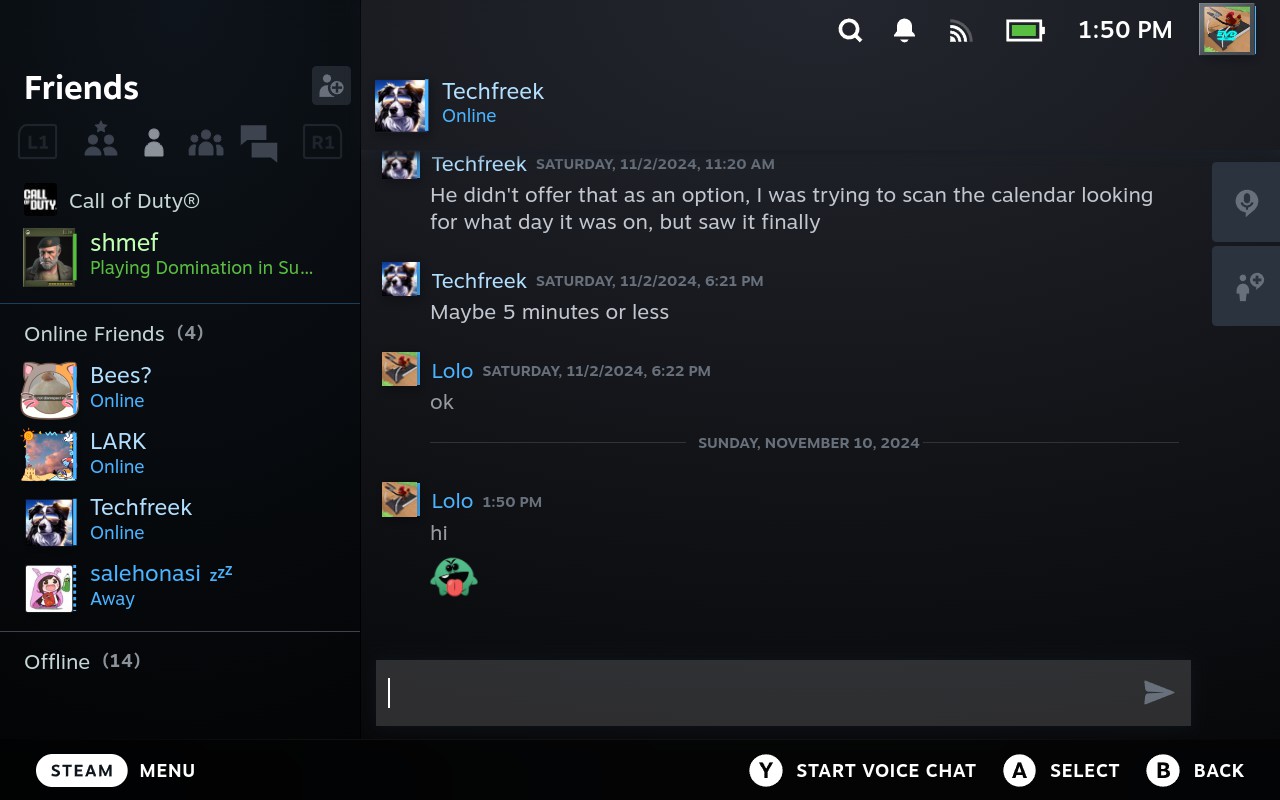 1:50 PM
Friends
L1
R1
CALL OF DUTY.
Call of Duty®
shmef
Playing Domination in Su...
Online Friends (4)
Bees?
Online
LARK
Online
Techfreek
Online
salehonasi zzZ
Away
Offline (14)
Techfreek
Online
Techfreek SATURDAY, 11/2/2024, 11:20 AM
He didn't offer that as an option, I was trying to scan the calendar looking
for what day it was on, but saw it finally
Techfreek SATURDAY, 11/2/2024, 6:21 PM
Maybe 5 minutes or less
Lolo SATURDAY, 11/2/2024, 6:22 PM
ok
SUNDAY, NOVEMBER 10, 2024
Lolo 1:50 PM
hi
STEAM MENU
Y START VOICE CHAT
A SELECT
B BACK